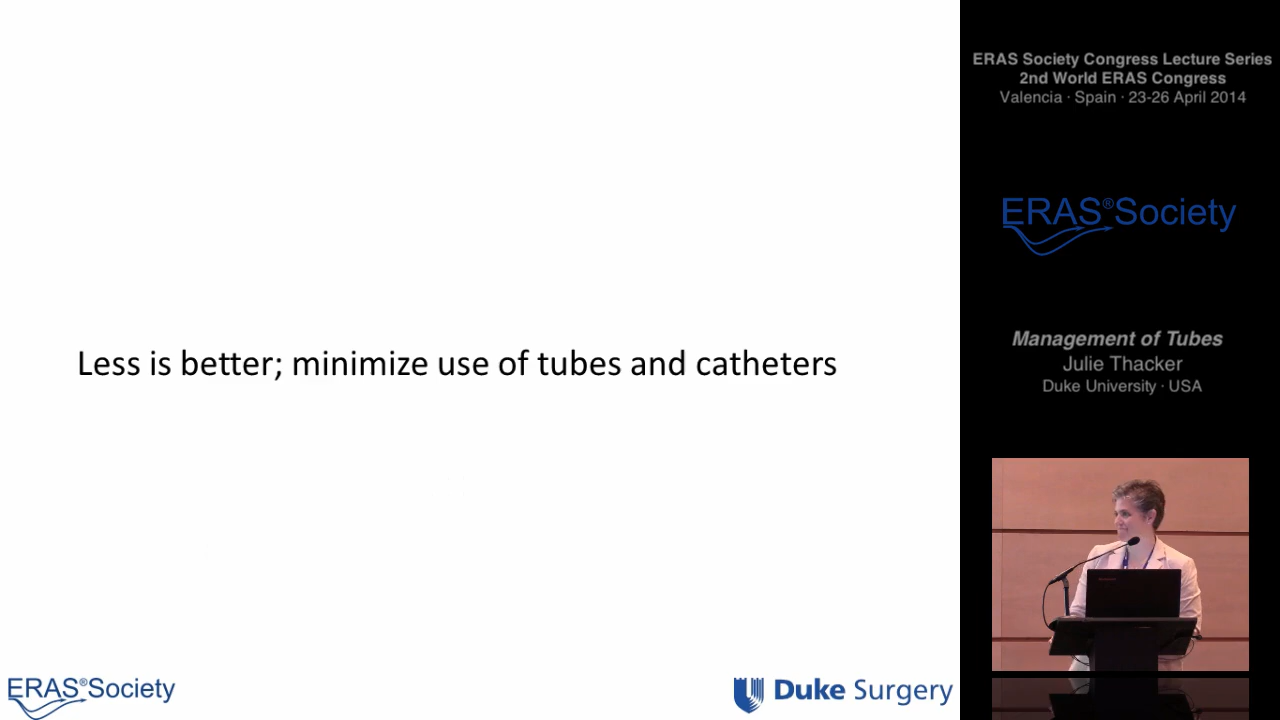 Less is better; minimize use of tubes and catheters
ERAS®Society
Duke Surgery
ERAS Society Congress Lecture Series
2nd World ERAS Congress
Valencia · Spain · 23-26 April 2014
ERAS®Society
Management of Tubes
Julie Thacker
Duke University · USA